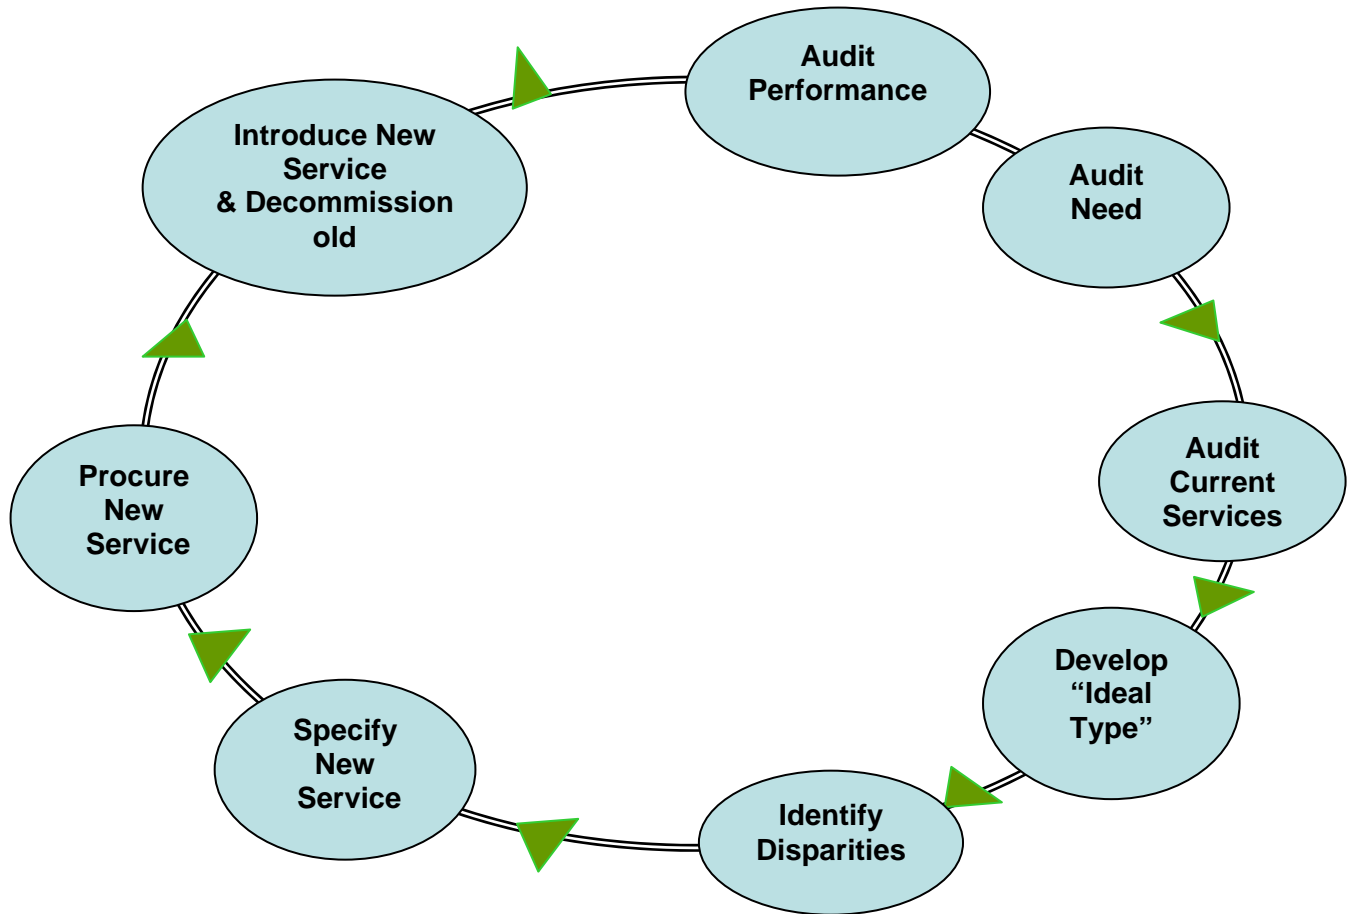 Audit
Performance
Audit
Need
Audit
Current
Services
Develop
“Ideal
Type”
Identify
Disparities
Specify
New
Service
Procure
New
Service
Introduce New
Service
& Decommission
old